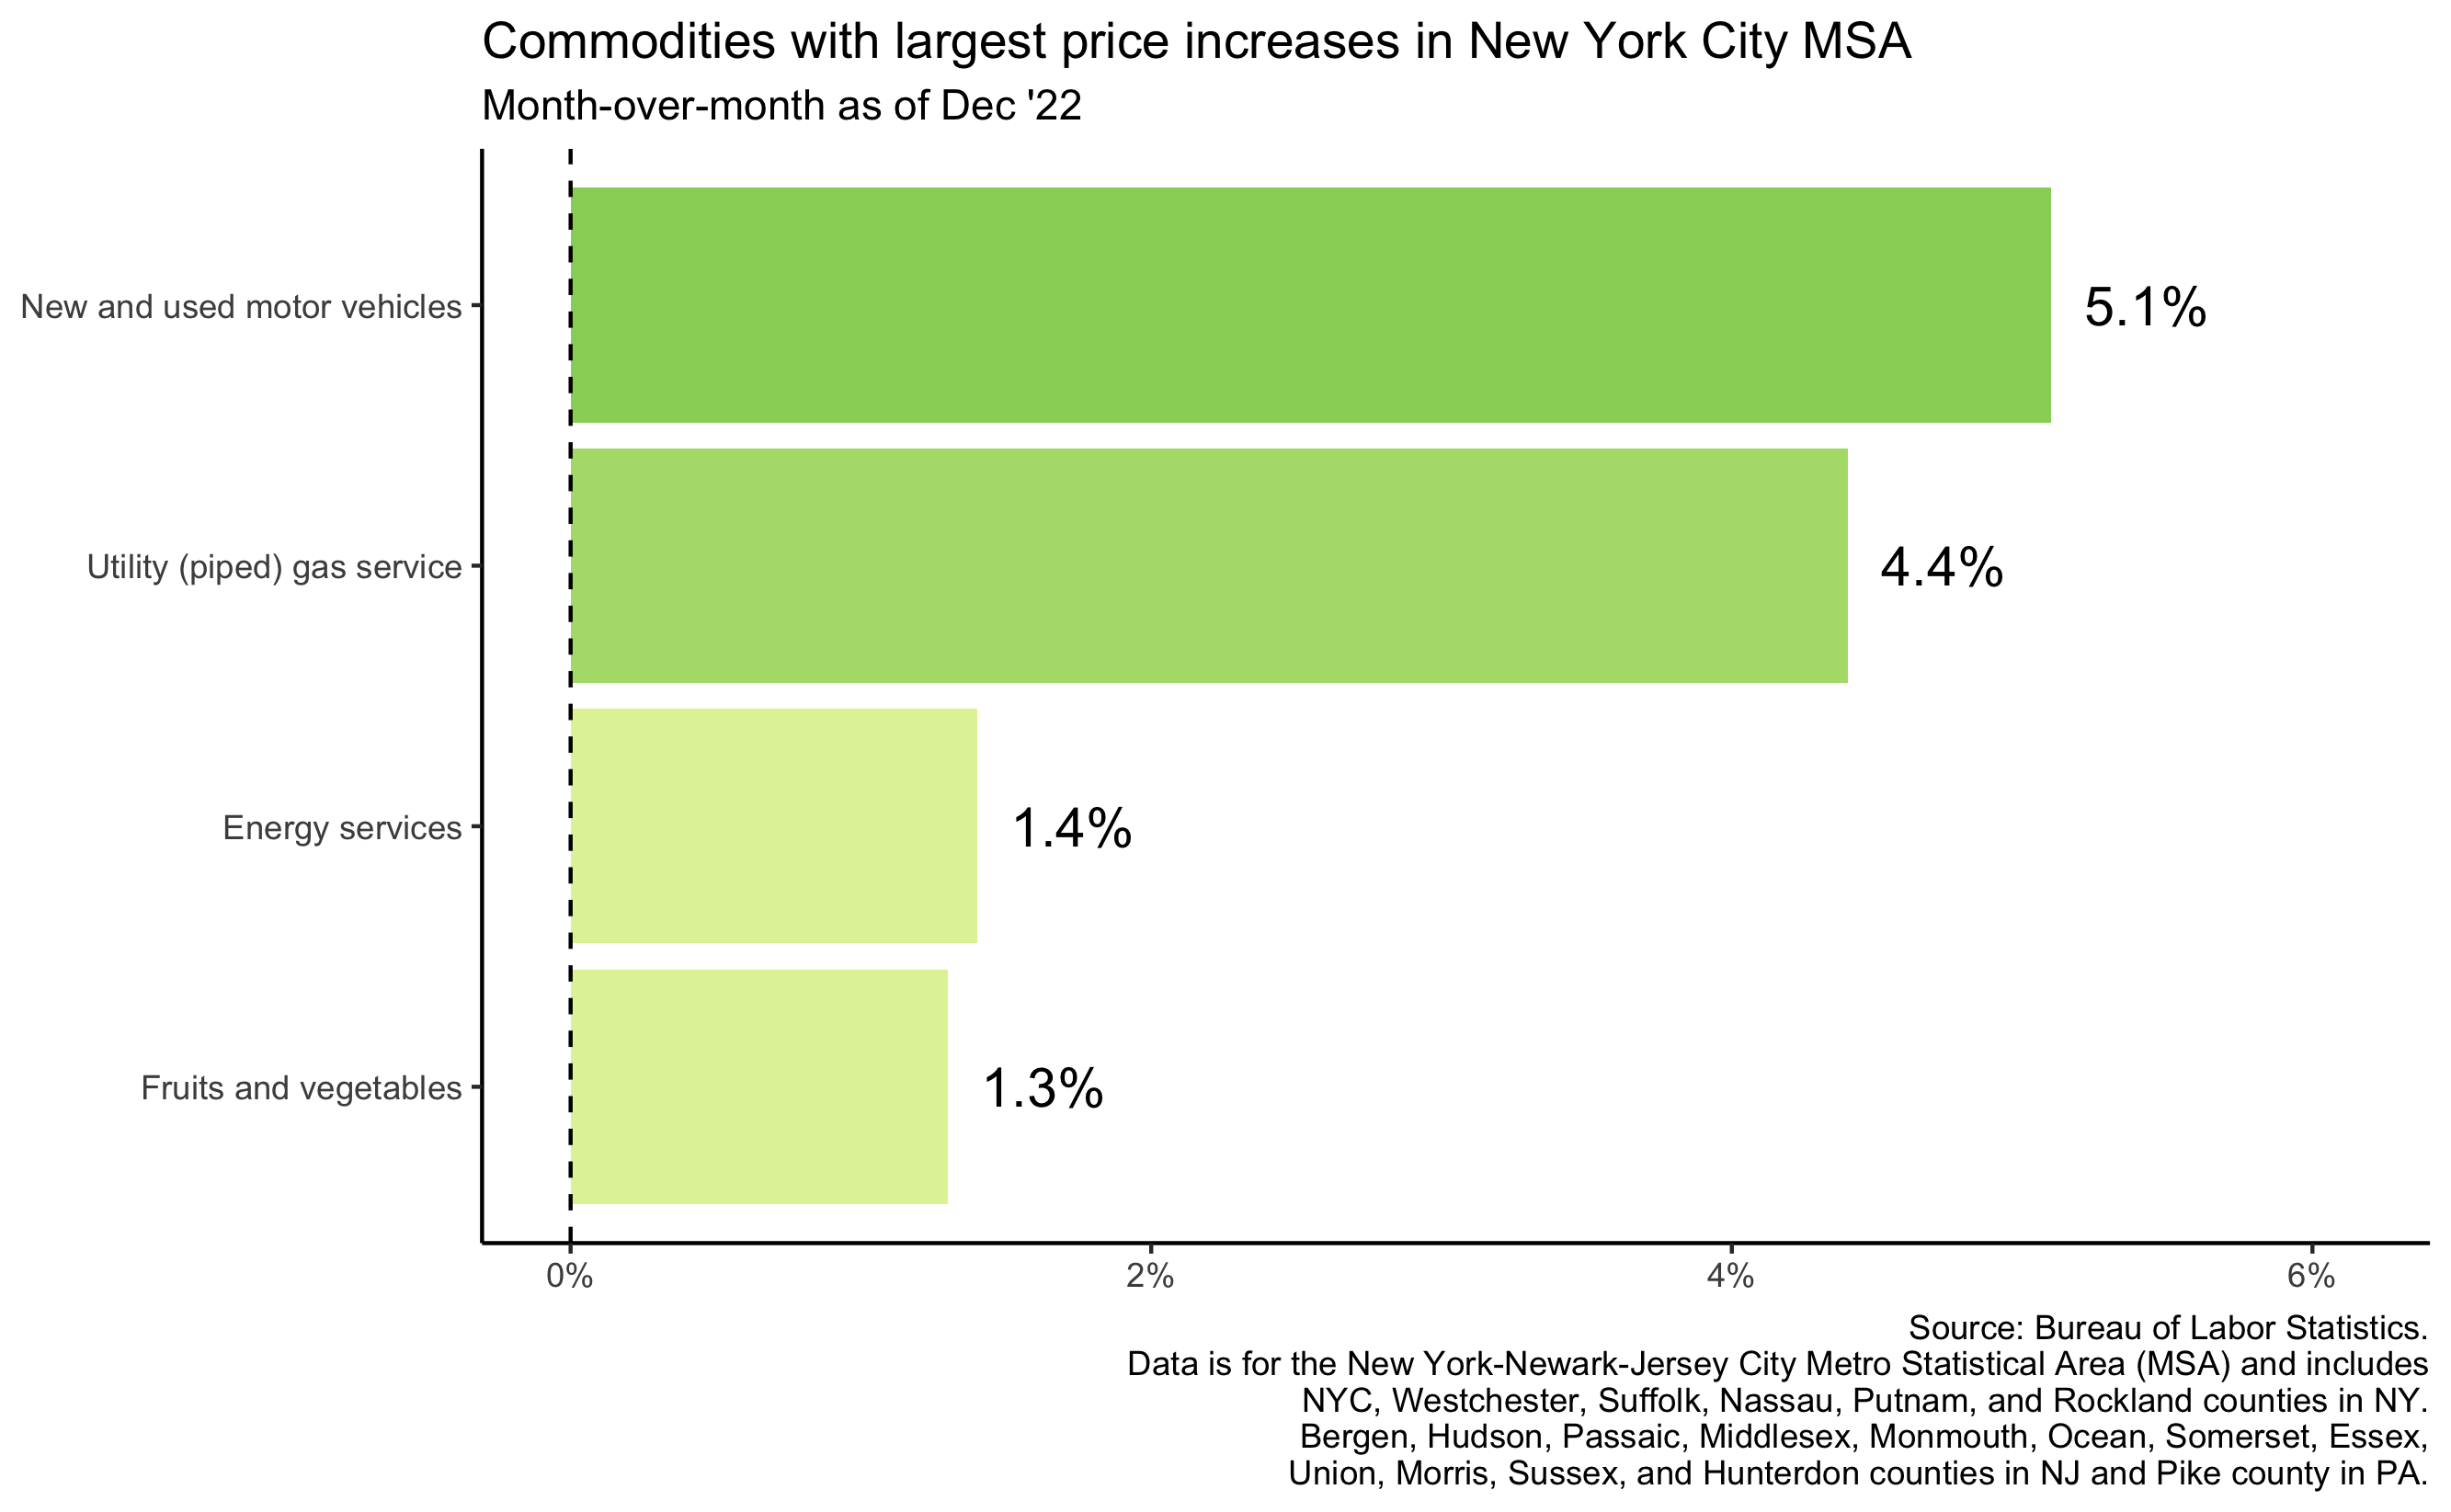 Commodities with largest price increases in New York City MSA
Month-over-month as of Dec '22
New and used motor vehicles
5.1%
Utility (piped) gas service
4.4%
Energy services
1.4%
Fruits and vegetables
1.3%
0% 2% 4% 6%
Source: Bureau of Labor Statistics.
Data is for the New York-Newark-Jersey City Metro Statistical Area (MSA) and includes
NYC, Westchester, Suffolk, Nassau, Putnam, and Rockland counties in NY.
Bergen, Hudson, Passaic, Middlesex, Monmouth, Ocean, Somerset, Essex,
Union, Morris, Sussex, and Hunterdon counties in NJ and Pike county in PA.